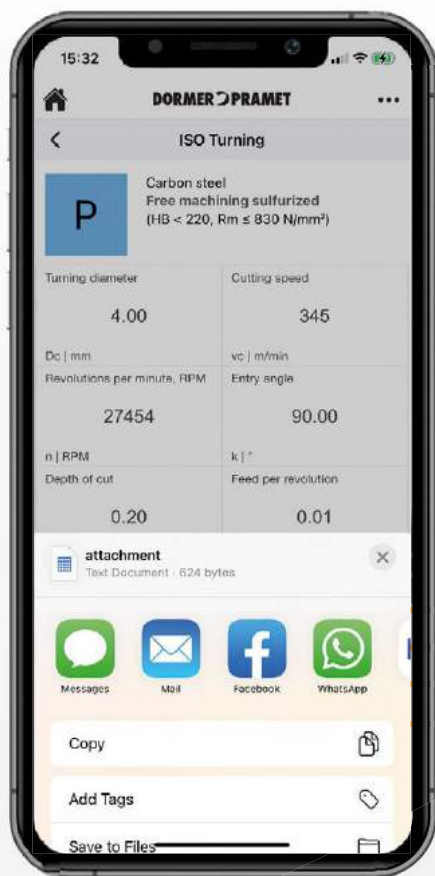 15:32
DORMER PRAMET
ISO Turning
P
Carbon steel
Free machining sulfurized
(HB < 220, Rm ≤ 830 N/mm²)
Turning diameter
Cutting speed
4.00
345
Dc | mm
vc | m/min
Revolutions per minute, RPM
Entry angle
27454
90.00
n | RPM
k | °
Depth of cut
Feed per revolution
0.20
0.01
attachment
Text Document · 624 bytes
Messages
Mail
Facebook
WhatsApp
Copy
Add Tags
Save to Files